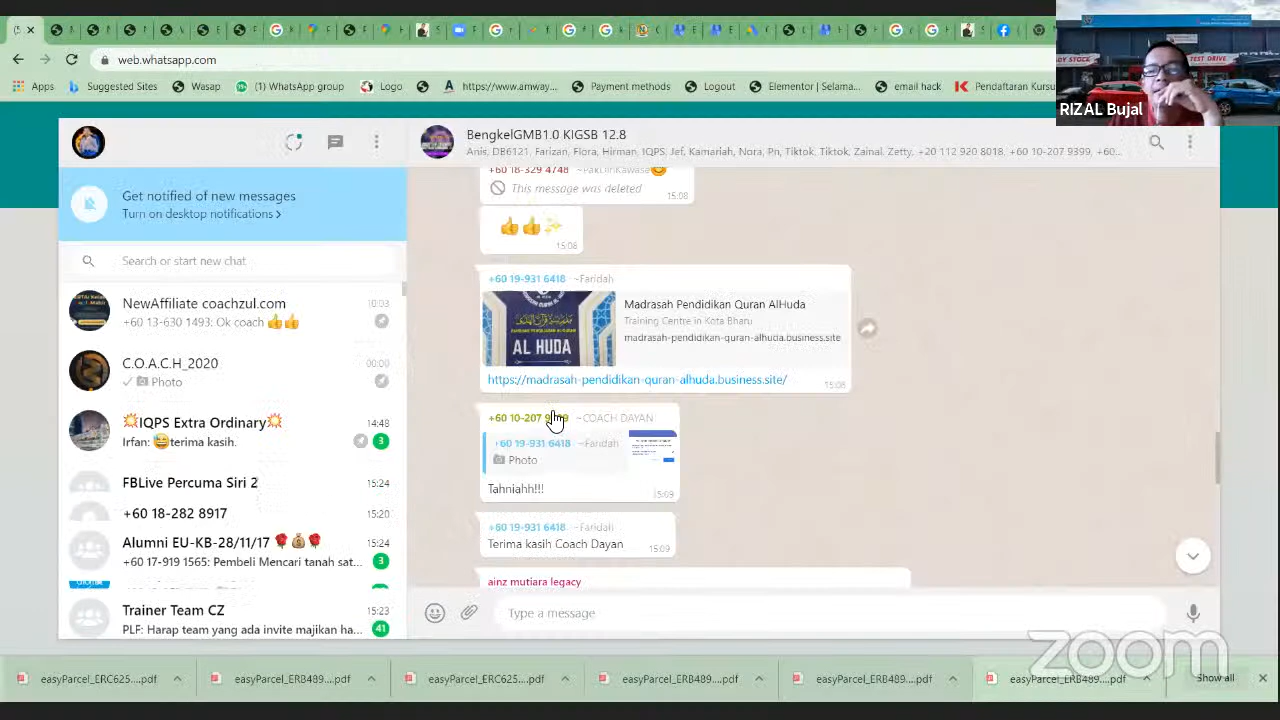 web.whatsapp.com
Apps
Suggested Sites
Wasap
(1) WhatsApp group
Logo
Payment methods
Logout
Elementor | Selama...
email hack
Pendaftaran Kursu
READY STOCK
TEST DRIVE
RIZAL Bujal
Get notified of new messages
Turn on desktop notifications >
Search or start new chat
NewAffiliate coachzul.com
10:03
+60 13-630 1493: Ok coach 👍👍
C.O.A.C.H_2020
00:00
Photo
💥IQPS Extra Ordinary💥
14:48
Irfan: 😅terima kasih.
3
FBLive Percuma Siri 2
15:24
+60 18-282 8917
15:20
Alumni EU-KB-28/11/17 🌹💰🌹
15:24
+60 17-919 1565: Pembeli Mencari tanah sat...
3
Trainer Team CZ
15:23
PLF: Harap team yang ada invite majikan ha...
41
BengkelGMB1.0 KIGSB 12.8
Anis, DB6121, Farizan, Flora, Hirman, IQPS, Jef, Kamariah, Nora, Pn, Tiktok, Tiktok, Zainal, Zetty, +20 112 920 8018, +60 10-207 9399, +60...
+60 18-329 4748
This message was deleted
15:08
👍👍✨
15:08
+60 19-931 6418 ~Faridah
AL HUDA
Madrasah Pendidikan Quran AlHuda
Training Centre in Kota Bharu
madrasah-pendidikan-quran-alhuda.business.site
https://madrasah-pendidikan-quran-alhuda.business.site/
15:08
+60 10-207 ~COACH DAYAN
+60 19-931 6418 ~Faridah
Photo
Tahniahh!!!
15:09
+60 19-931 6418 ~Faridah
Terima kasih Coach Dayan
15:09
ainz mutiara legacy
Type a message
zoom
easyParcel_ERC625....pdf
easyParcel_ERB489....pdf
easyParcel_ERC625....pdf
easyParcel_ERB489....pdf
easyParcel_ERB489....pdf
easyParcel_ERB489....pdf
Show all